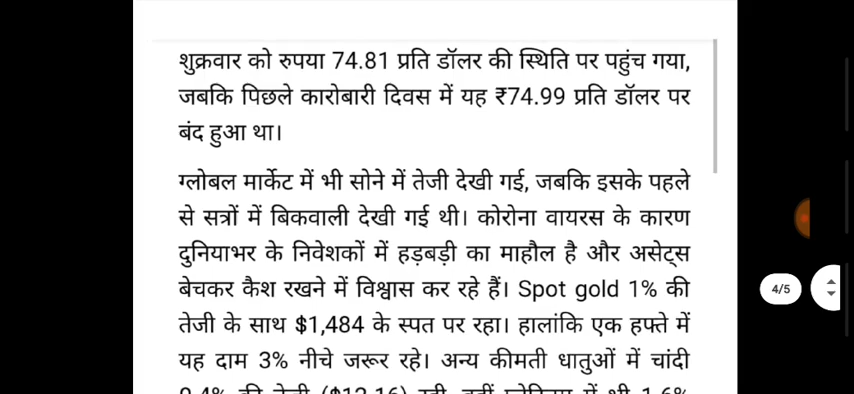 शुक्रवार को रुपया 74.81 प्रति डॉलर की स्थिति पर पहुंच गया,
जबकि पिछले कारोबारी दिवस में यह ₹74.99 प्रति डॉलर पर
बंद हुआ था।
ग्लोबल मार्केट में भी सोने में तेजी देखी गई, जबकि इसके पहले
से सत्रों में बिकवाली देखी गई थी। कोरोना वायरस के कारण
दुनियाभर के निवेशकों में हड़बड़ी का माहौल है और असेट्स
बेचकर कैश रखने में विश्वास कर रहे हैं। Spot gold 1% की
तेजी के साथ $1,484 के स्पत पर रहा। हालांकि एक हफ्ते में
यह दाम 3% नीचे जरूर रहे। अन्य कीमती धातुओं में चांदी
4/5